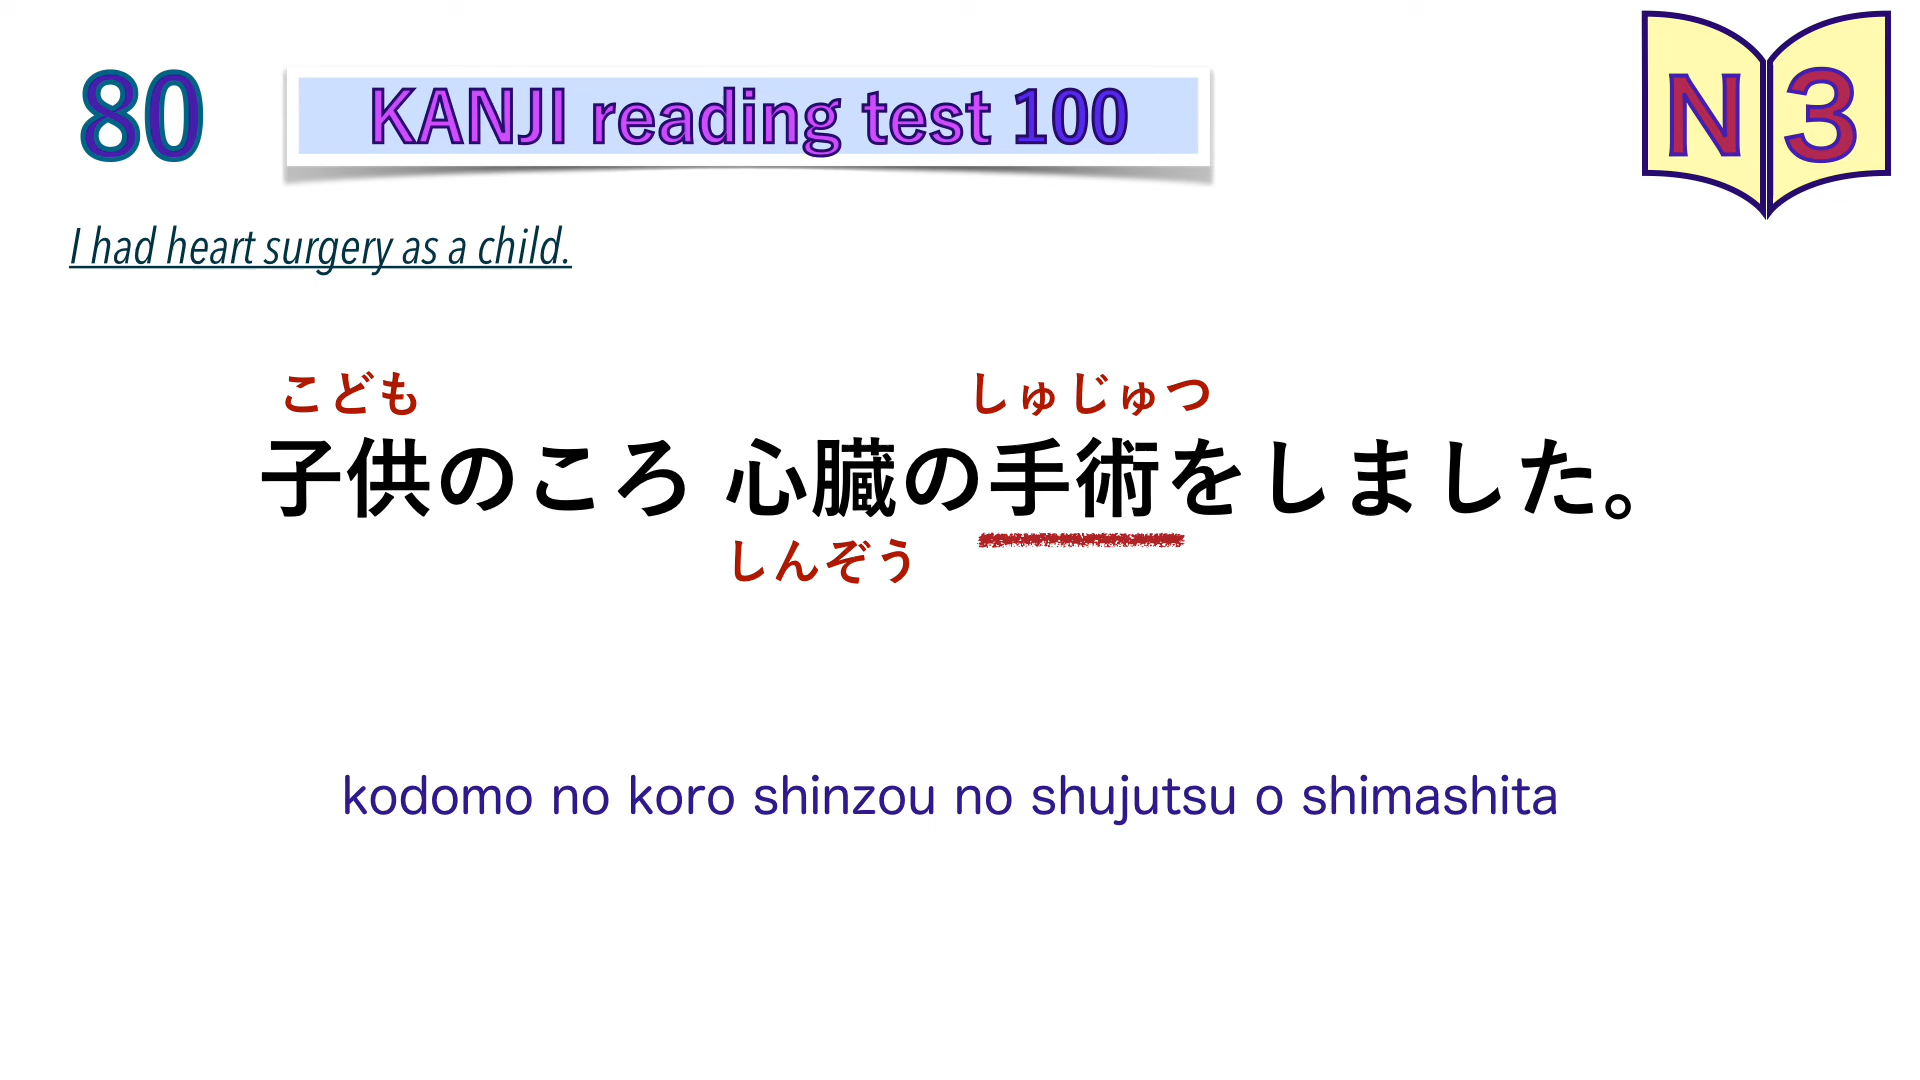 80 KANJI reading test 100 N3
I had heart surgery as a child.
こども しゅじゅつ
子供のころ 心臓の手術をしました。
しんぞう
kodomo no koro shinzou no shujutsu o shimashita